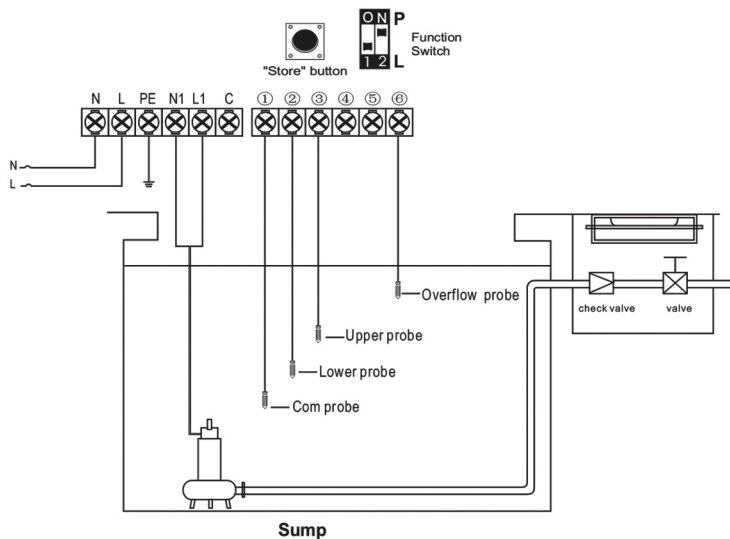 ON
P
Function
Switch
1 2
L
"Store" button
N L PE N1 L1 C ① ② ③ ④ ⑤ ⑥
N
L
Overflow probe
check valve
valve
Upper probe
Lower probe
Com probe
Sump